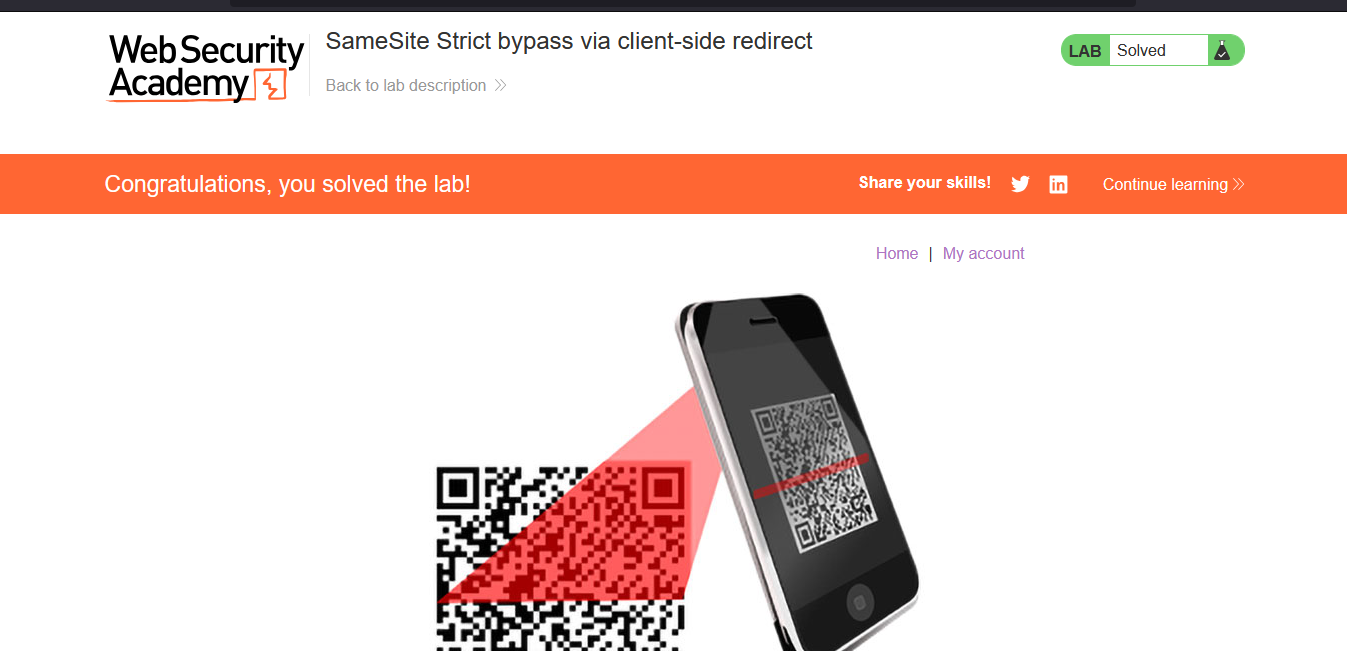 Web Security
Academy
SameSite Strict bypass via client-side redirect
Back to lab description
LAB Solved
Congratulations, you solved the lab!
Share your skills! in Continue learning
Home | My account